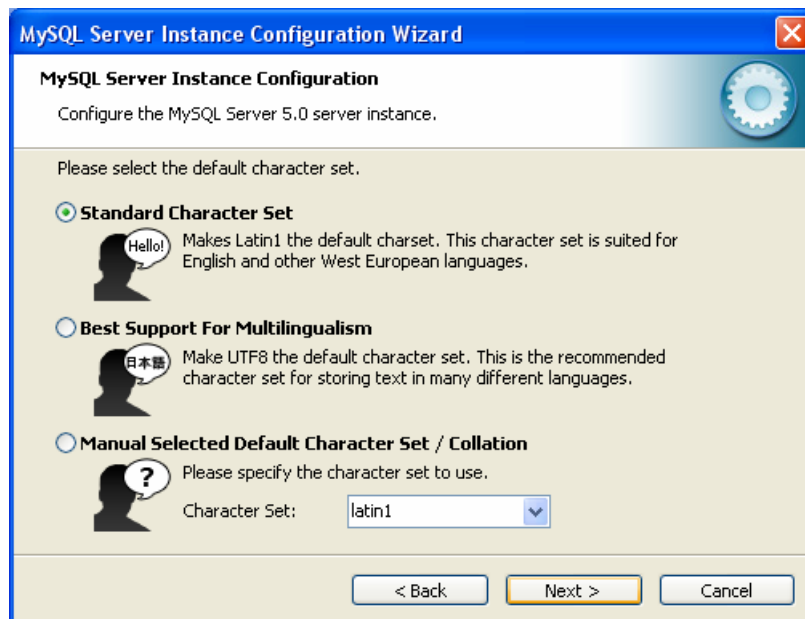 MySQL Server Instance Configuration Wizard
MySQL Server Instance Configuration
Configure the MySQL Server 5.0 server instance.
Please select the default character set.
Standard Character Set
Hello!
Makes Latin1 the default charset. This character set is suited for
English and other West European languages.
Best Support For Multilingualism
日本語
Make UTF8 the default character set. This is the recommended
character set for storing text in many different languages.
Manual Selected Default Character Set / Collation
?
Please specify the character set to use.
Character Set: latin1
< Back Next > Cancel